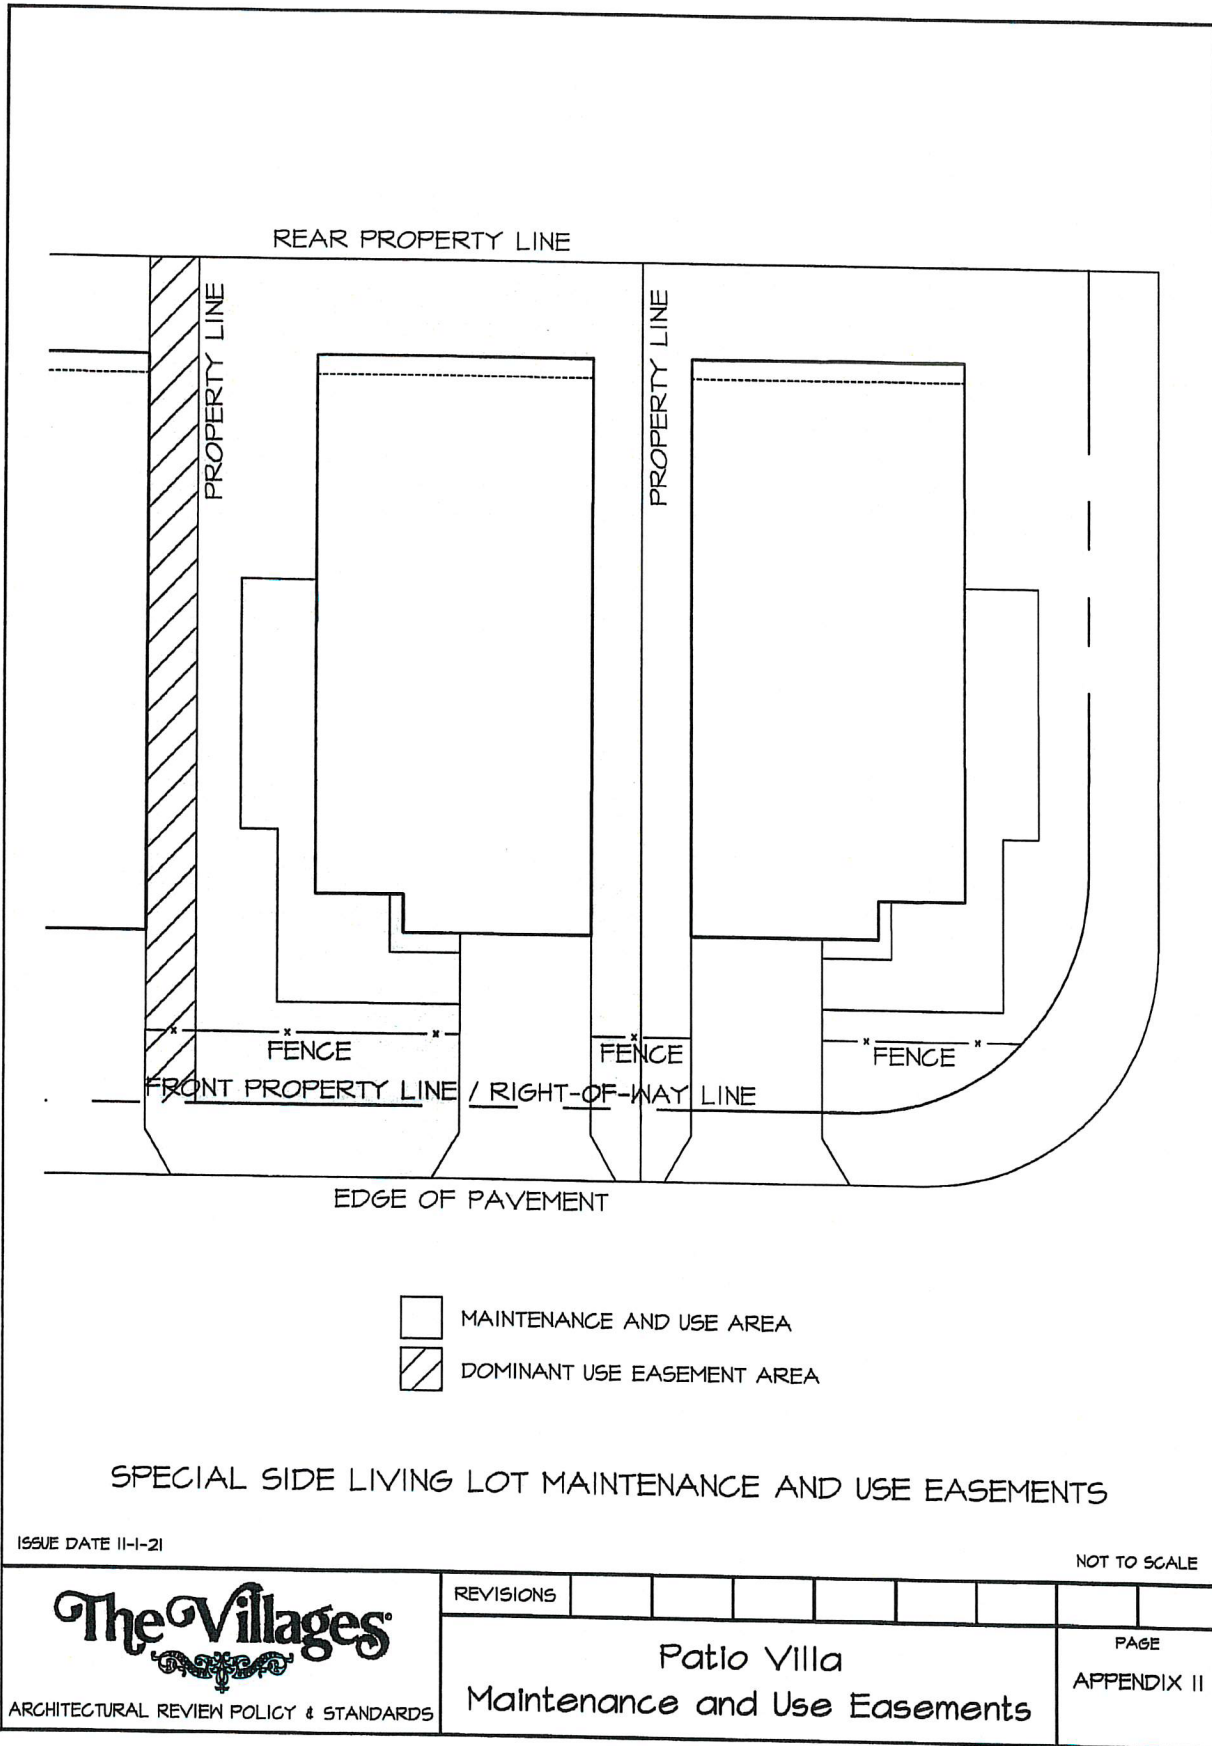 REAR PROPERTY LINE
PROPERTY LINE
PROPERTY LINE
FENCE
FENCE
FENCE
FRONT PROPERTY LINE / RIGHT-OF-WAY LINE
EDGE OF PAVEMENT
MAINTENANCE AND USE AREA
DOMINANT USE EASEMENT AREA
SPECIAL SIDE LIVING LOT MAINTENANCE AND USE EASEMENTS
ISSUE DATE 11-1-21
NOT TO SCALE
The Villages
ARCHITECTURAL REVIEW POLICY & STANDARDS
REVISIONS
Patio Villa
Maintenance and Use Easements
PAGE
APPENDIX II